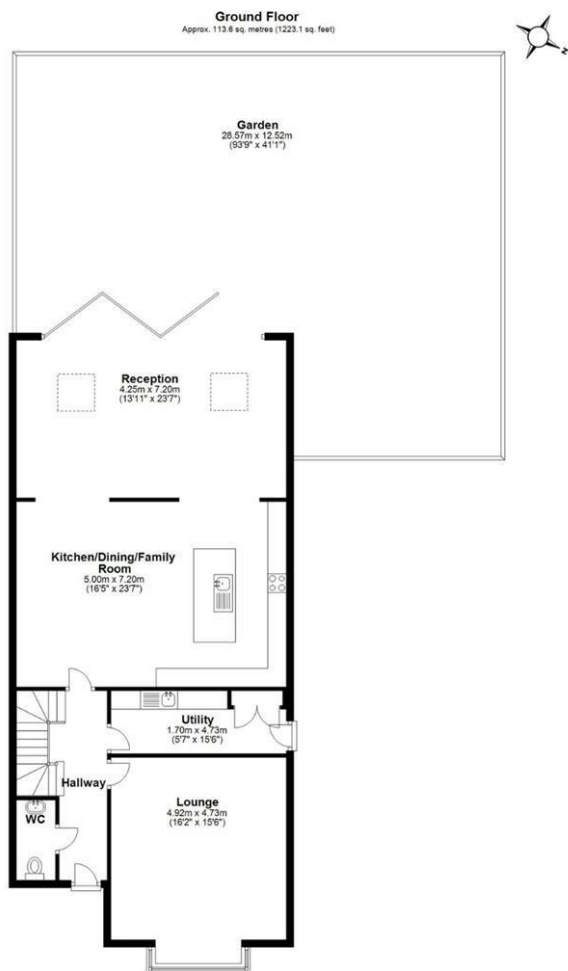 Ground Floor
Approx. 113.6 sq. metres (1223.1 sq. feet)
N
Garden
28.57m x 12.52m
(93'9" x 41'1")
Reception
4.25m x 7.20m
(13'11" x 23'7")
Kitchen/Dining/Family
Room
5.00m x 7.20m
(16'5" x 23'7")
Utility
1.70m x 4.73m
(5'7" x 15'6")
Hallway
WC
Lounge
4.92m x 4.73m
(16'2" x 15'6")